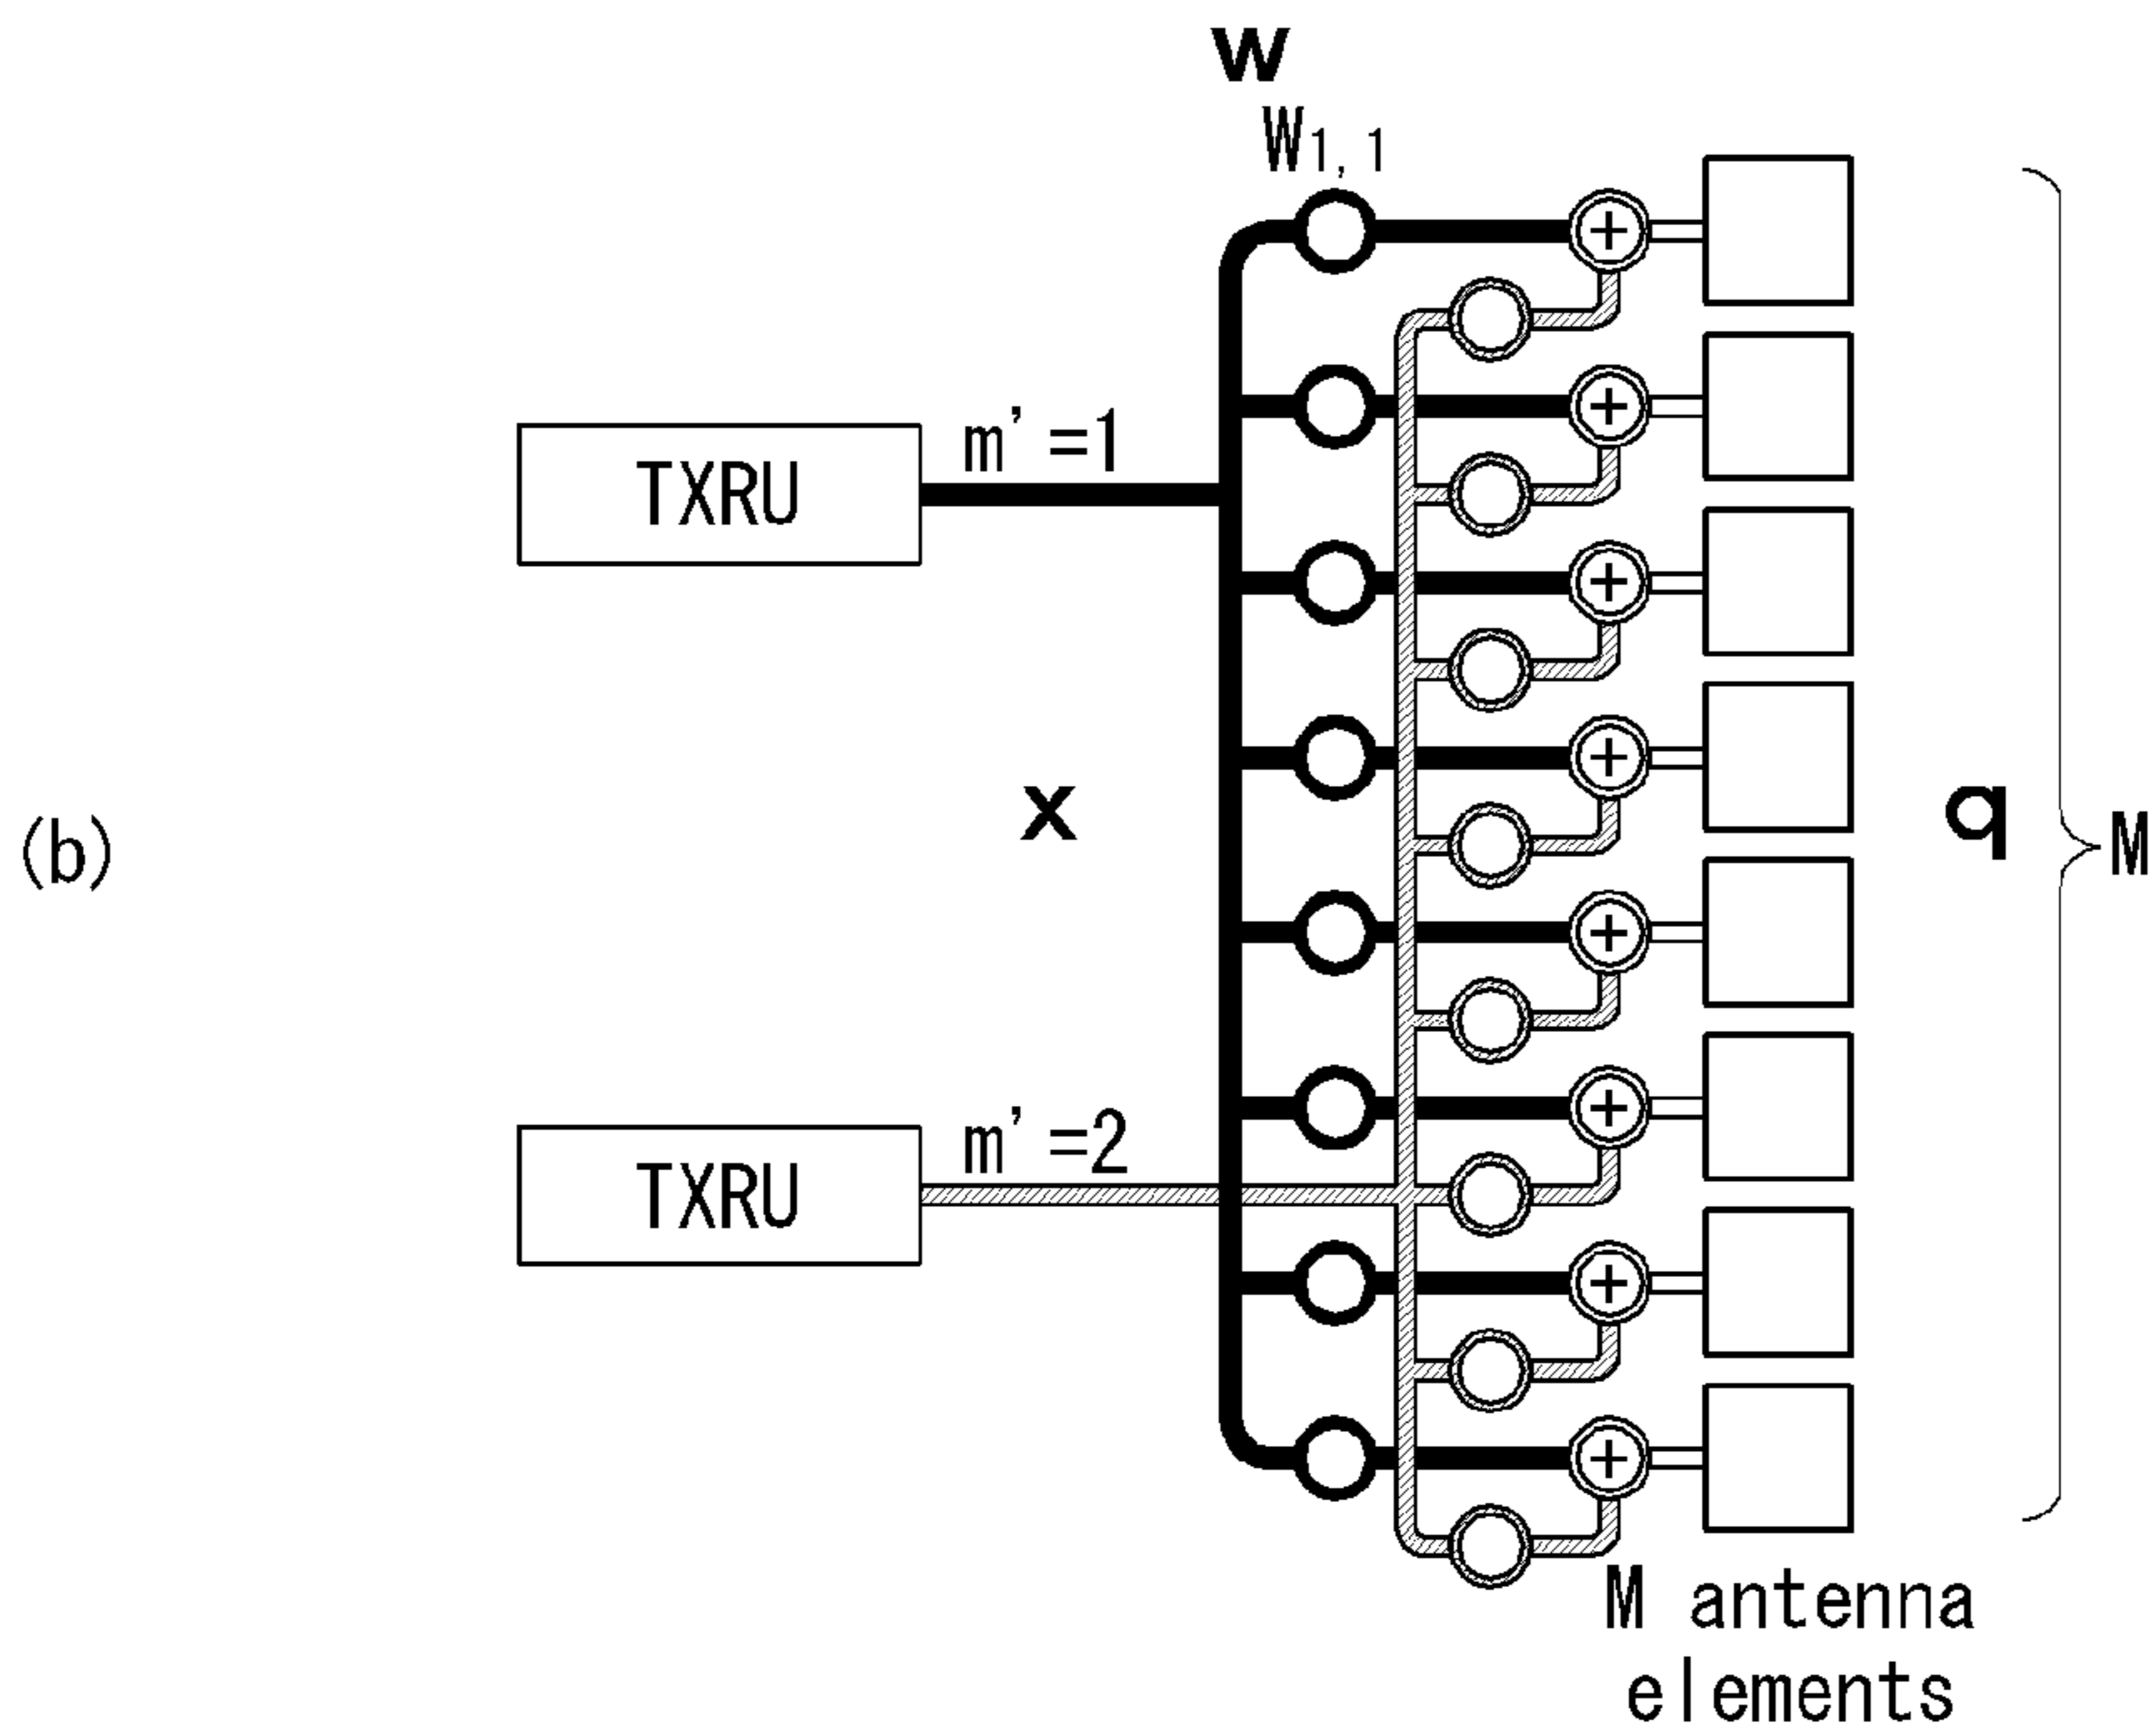 w
W1,1
m'=1
TXRU
+
+
+
+
x
q
M
(b)
+
+
m'=2
TXRU
+
+
M antenna
elements